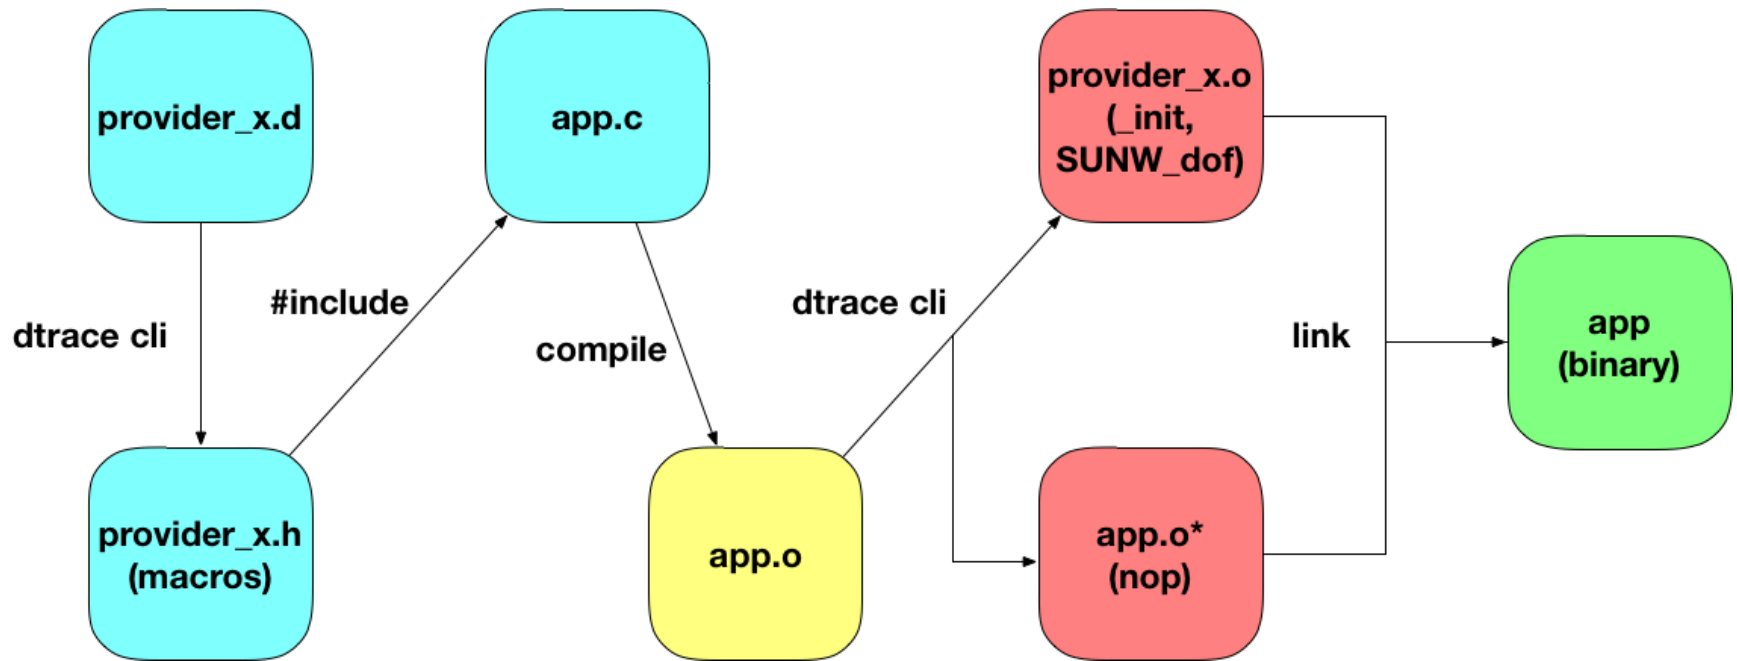 provider_x.d
app.c
provider_x.o
(_init,
SUNW_dof)
dtrace cli
#include
compile
dtrace cli
link
app
(binary)
provider_x.h
(macros)
app.o
app.o*
(nop)